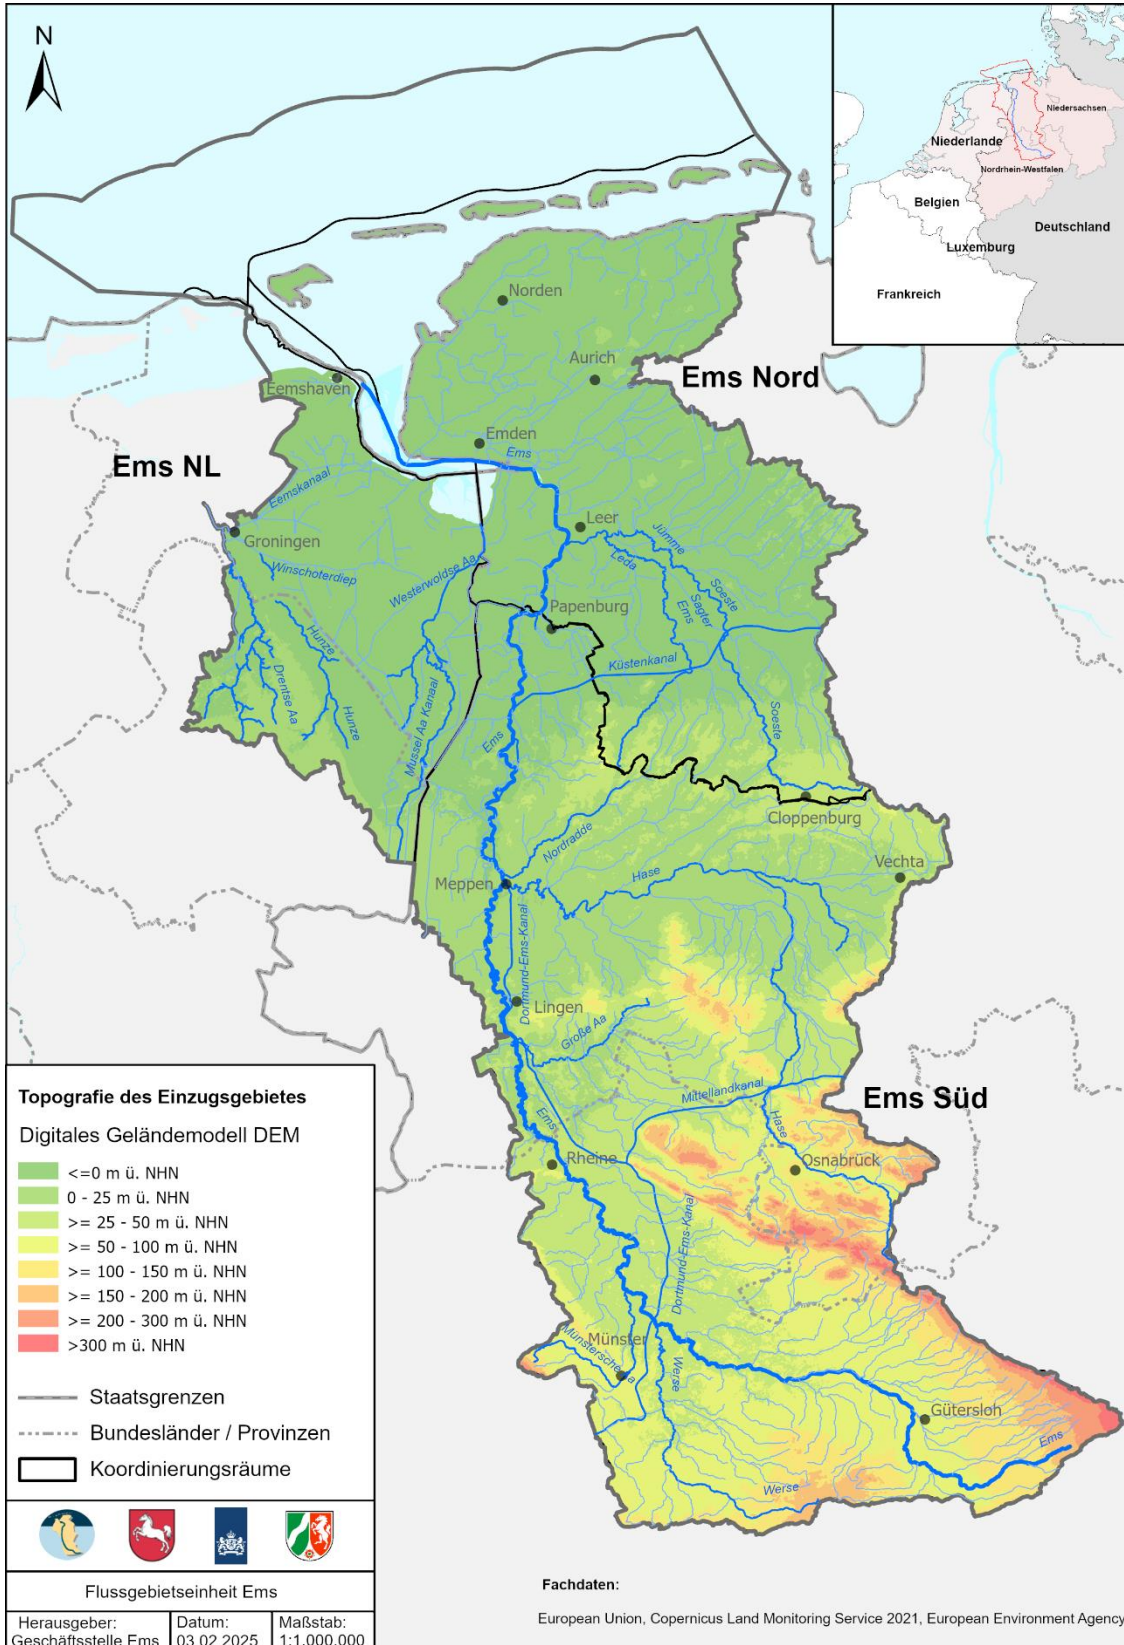 N
Niedersachsen
Niederlande
Nordrhein-Westfalen
Belgien
Deutschland
Luxemburg
Frankreich
Norden
Aurich
Eemshaven
Ems Nord
Emden
Ems
Ems NL
Eemskanaal
Groningen
Leer
Jümme
Leda
Winschoterdiep
Westerwoldse Aa
Soeste
Sagter
Ems
Papenburg
Hunze
Küstenkanal
Drentse Aa
Hunze
Mussel Aa Kanaal
Ems
Soeste
Cloppenburg
Nordradde
Vechta
Meppen
Hase
Dortmund-Ems-Kanal
Lingen
Große Aa
Mittellandkanal
Ems Süd
Ems
Hase
Rheine
Osnabrück
Dortmund-Ems-Kanal
Münster
Münstersche Aa
Werse
Gütersloh
Ems
Werse
Topografie des Einzugsgebietes
Digitales Geländemodell DEM
<=0 m ü. NHN
0 - 25 m ü. NHN
>= 25 - 50 m ü. NHN
>= 50 - 100 m ü. NHN
>= 100 - 150 m ü. NHN
>= 150 - 200 m ü. NHN
>= 200 - 300 m ü. NHN
>300 m ü. NHN
Staatsgrenzen
Bundesländer / Provinzen
Koordinierungsräume
Flussgebietseinheit Ems
Herausgeber:
Geschäftsstelle Ems
Datum:
03.02.2025
Maßstab:
1:1.000.000
Fachdaten:
European Union, Copernicus Land Monitoring Service 2021, European Environment Agency